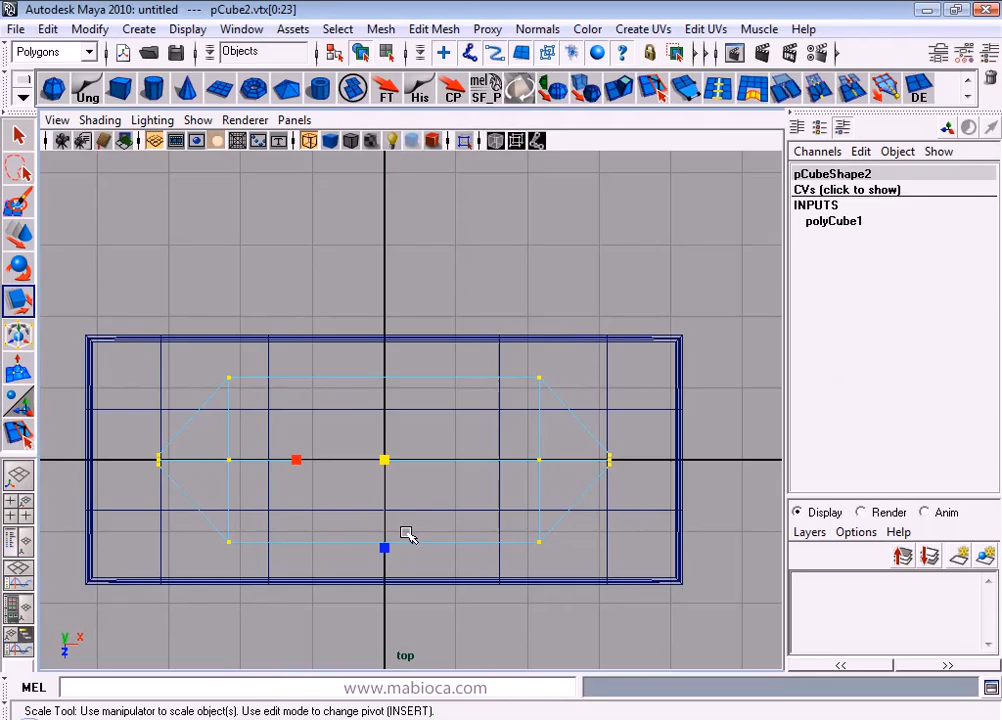 Autodesk Maya 2010: untitled --- pCube2.vtx[0:23]
File Edit Modify Create Display Window Assets Select Mesh Edit Mesh Proxy Normals Color Create UVs Edit UVs Muscle Help
Polygons Objects
Ung FT His CP mel SF_P DE
View Shading Lighting Show Renderer Panels
Channels Edit Object Show
pCubeShape2
CVs (click to show)
INPUTS
polyCube1
Display Render Anim
Layers Options Help
y x
z
top
<< >>
MEL www.mabioca.com
Scale Tool: Use manipulator to scale object(s). Use edit mode to change pivot (INSERT).